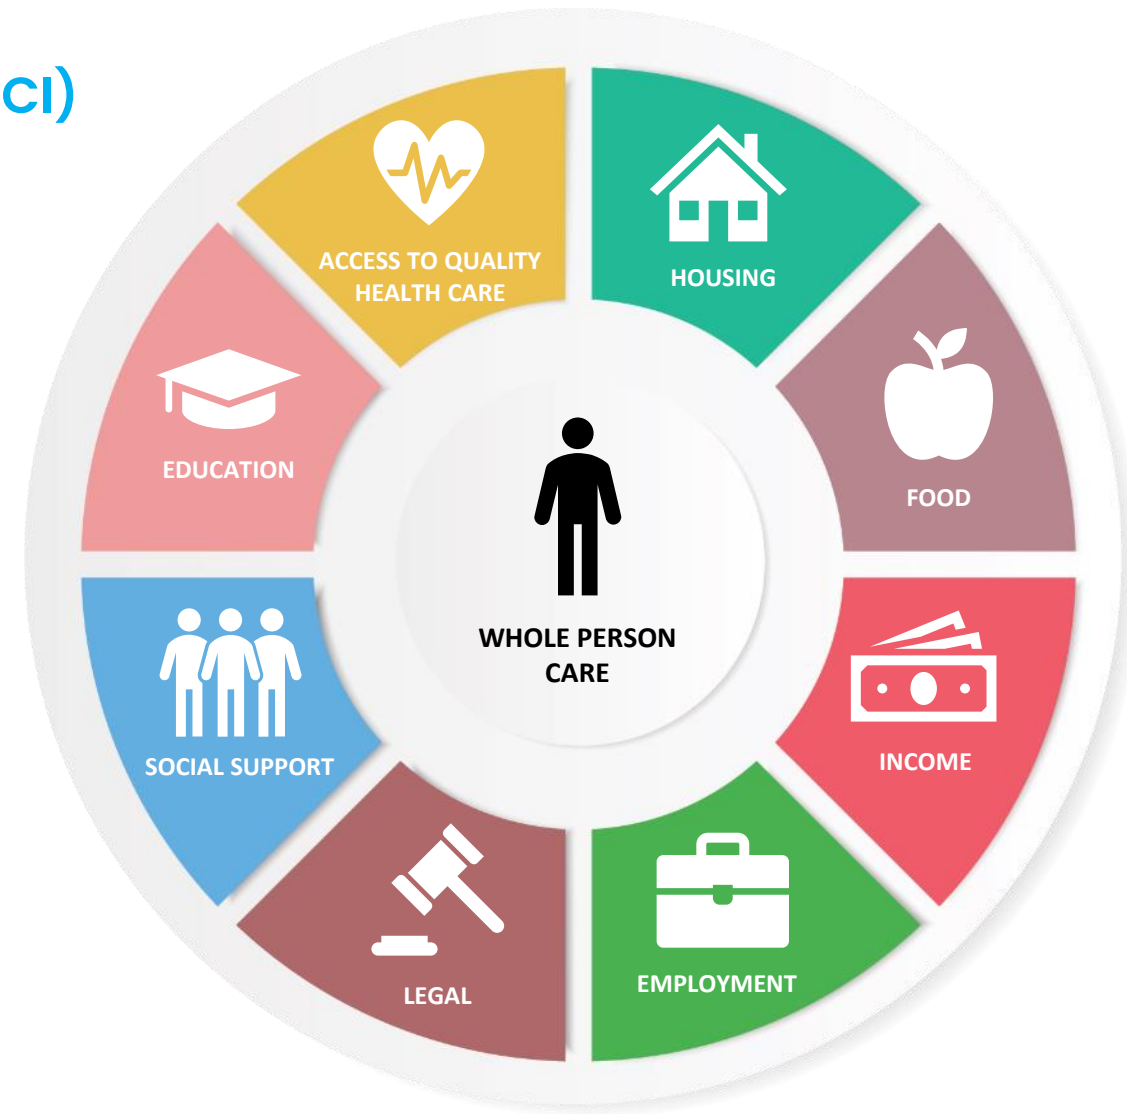 CI)
ACCESS TO QUALITY
HEALTH CARE
HOUSING
EDUCATION
FOOD
WHOLE PERSON
CARE
SOCIAL SUPPORT
INCOME
LEGAL
EMPLOYMENT